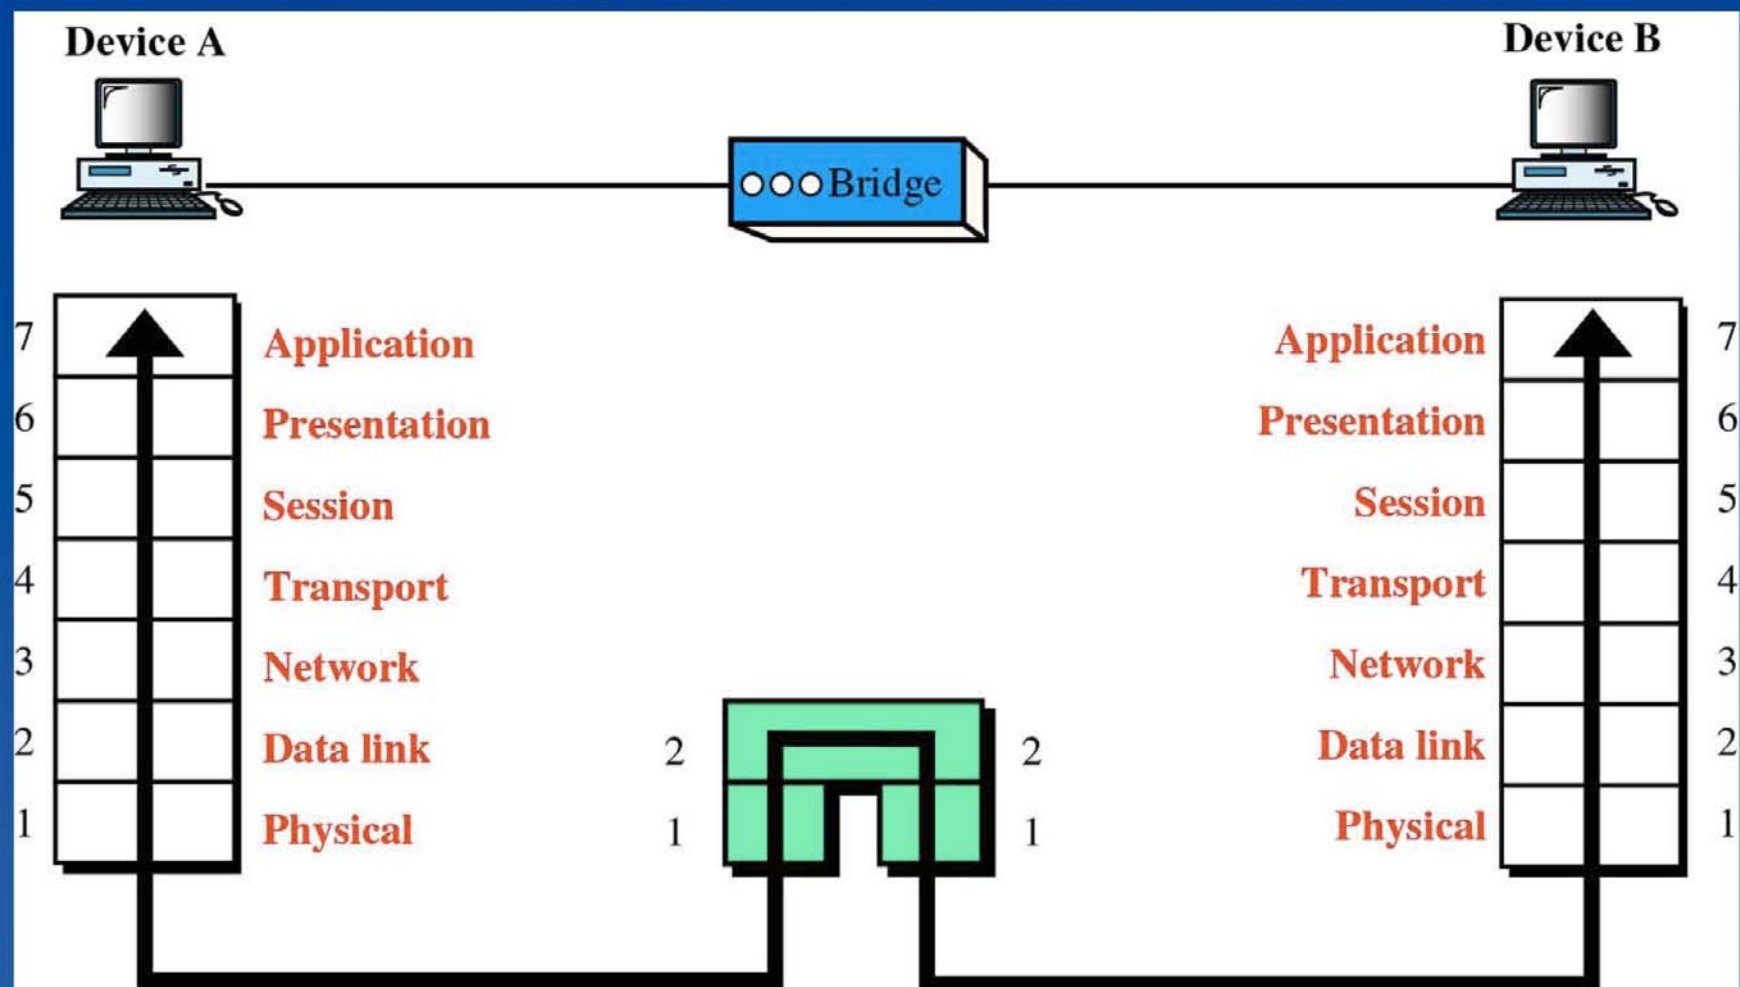 Device A
Device B
Bridge
7 Application
Application 7
6 Presentation
Presentation 6
5 Session
Session 5
4 Transport
Transport 4
3 Network
Network 3
2 Data link
2
2
Data link 2
1 Physical
1
1
Physical 1